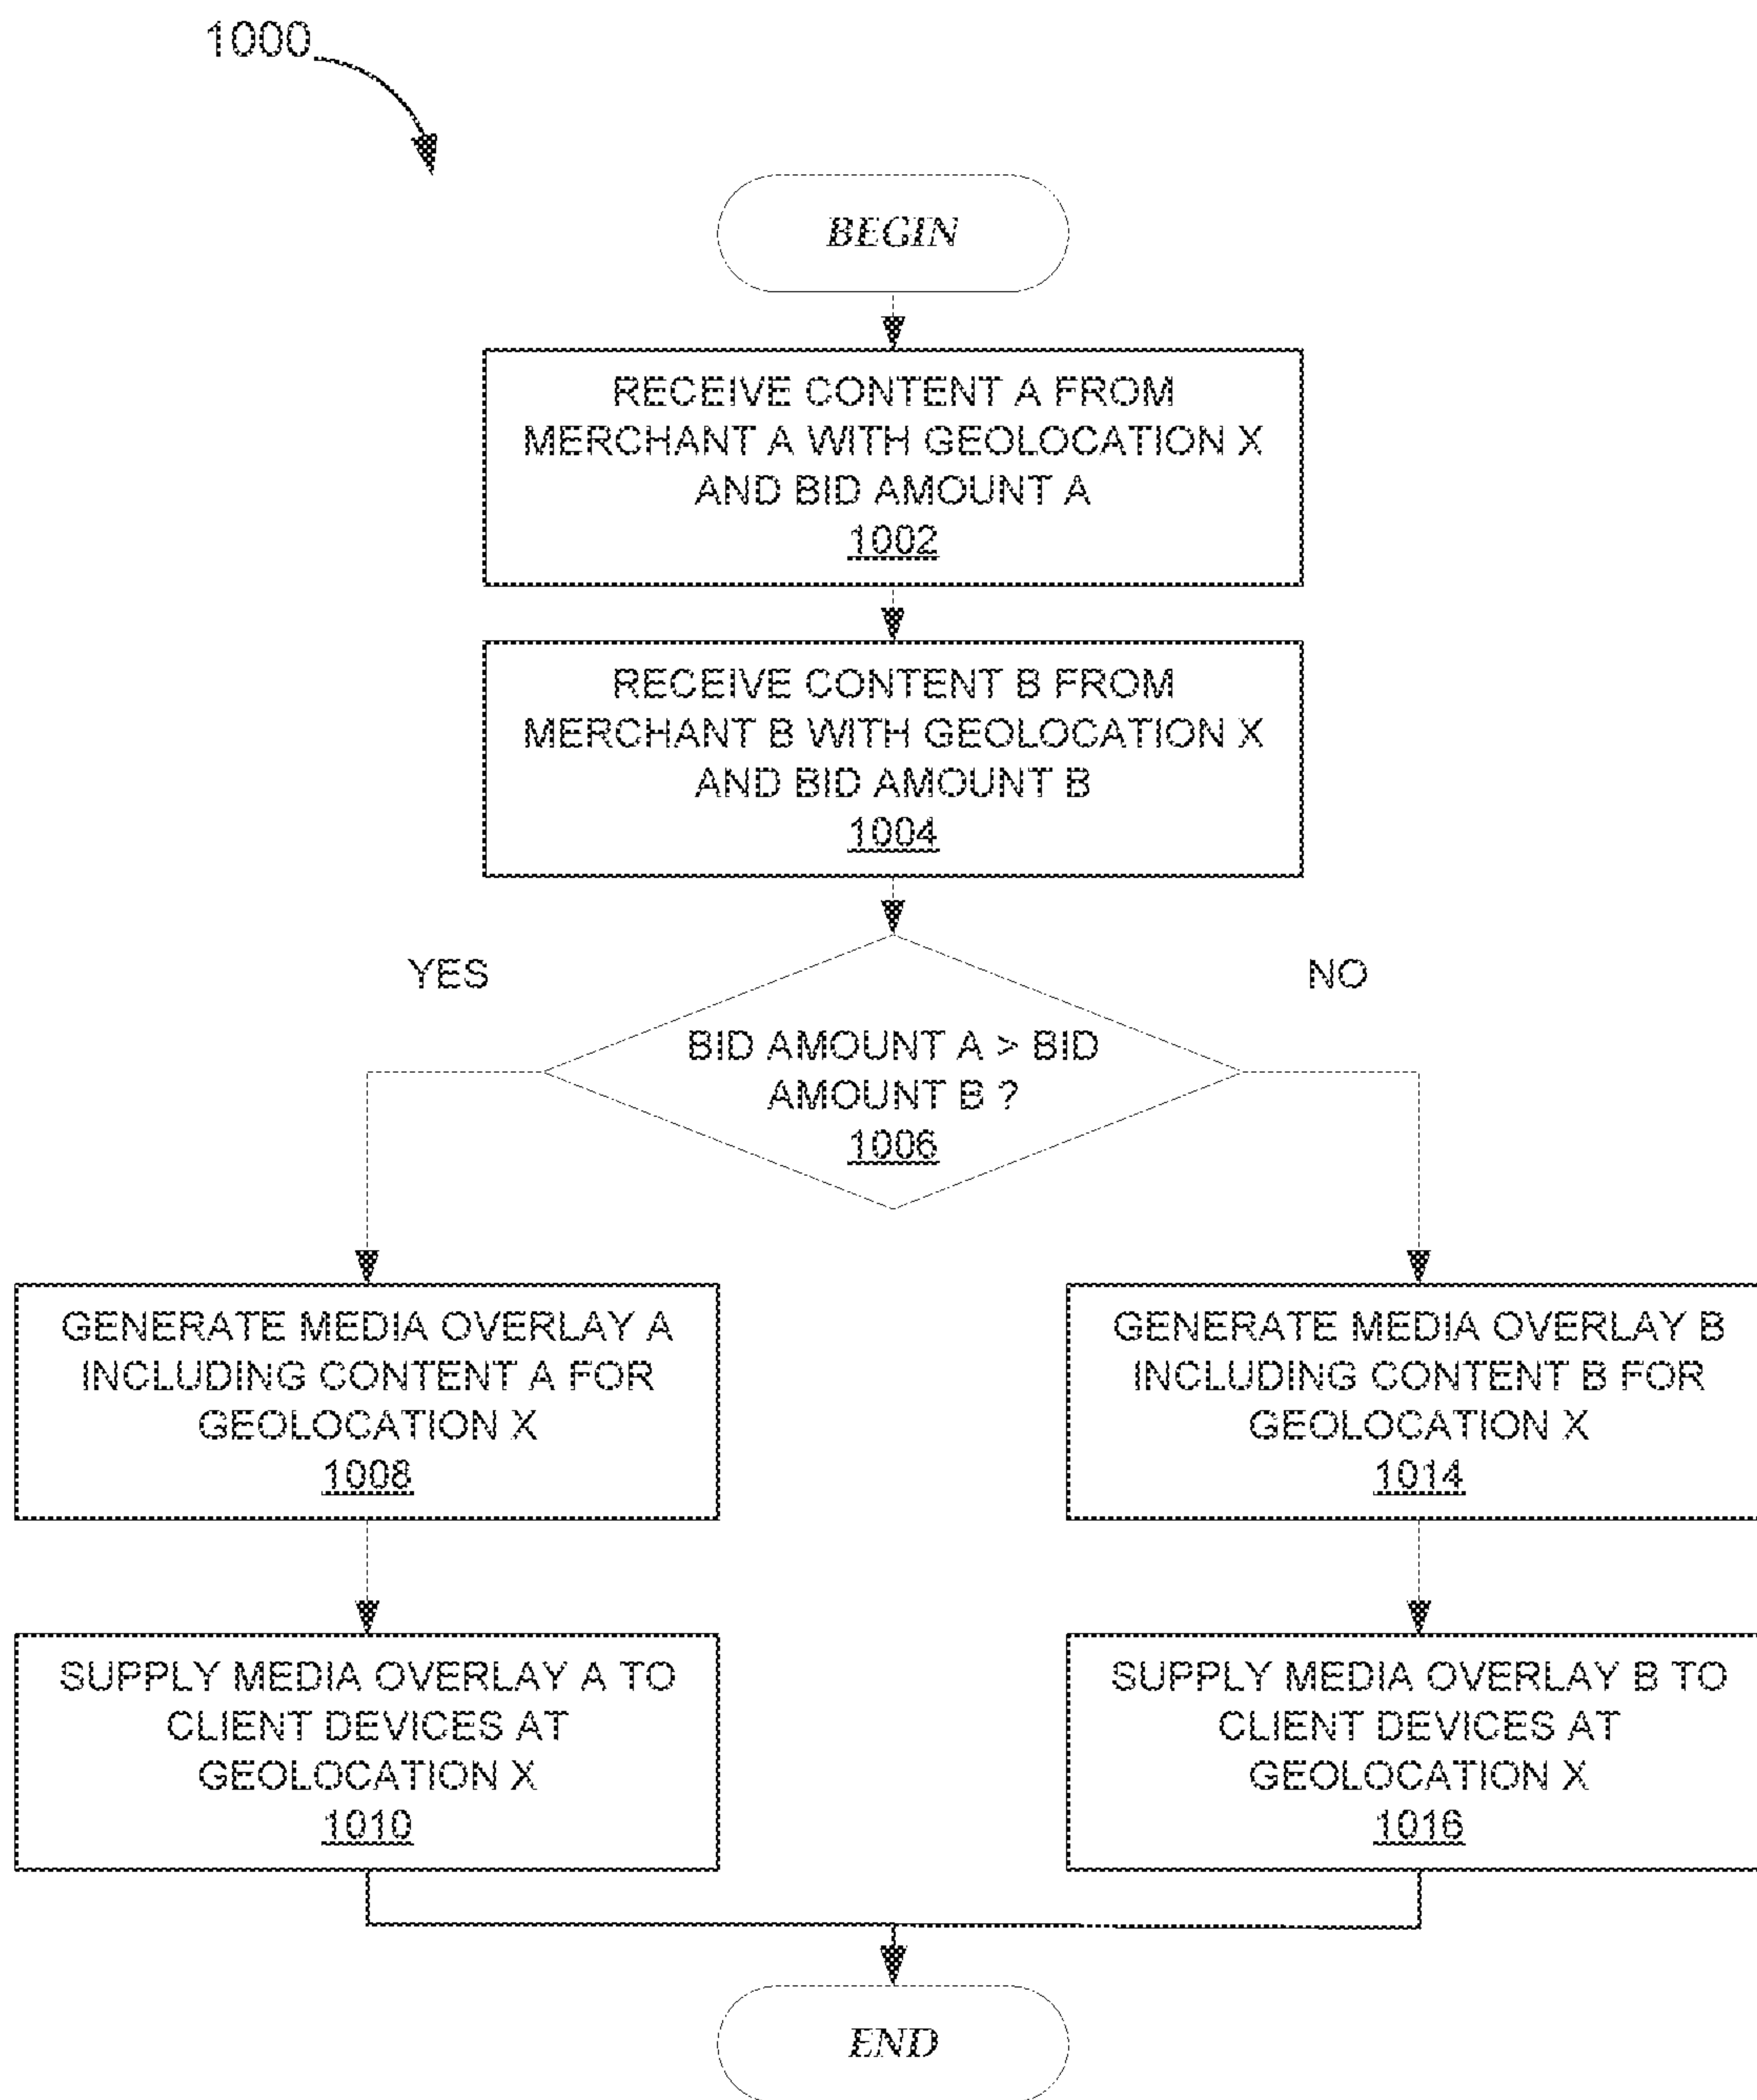 1000
BEGIN
RECEIVE CONTENT A FROM
MERCHANT A WITH GEOLOCATION X
AND BID AMOUNT A
1002
RECEIVE CONTENT B FROM
MERCHANT B WITH GEOLOCATION X
AND BID AMOUNT B
1004
YES
NO
BID AMOUNT A > BID
AMOUNT B ?
1006
GENERATE MEDIA OVERLAY A
INCLUDING CONTENT A FOR
GEOLOCATION X
1008
GENERATE MEDIA OVERLAY B
INCLUDING CONTENT B FOR
GEOLOCATION X
1014
SUPPLY MEDIA OVERLAY A TO
CLIENT DEVICES AT
GEOLOCATION X
1010
SUPPLY MEDIA OVERLAY B TO
CLIENT DEVICES AT
GEOLOCATION X
1016
END